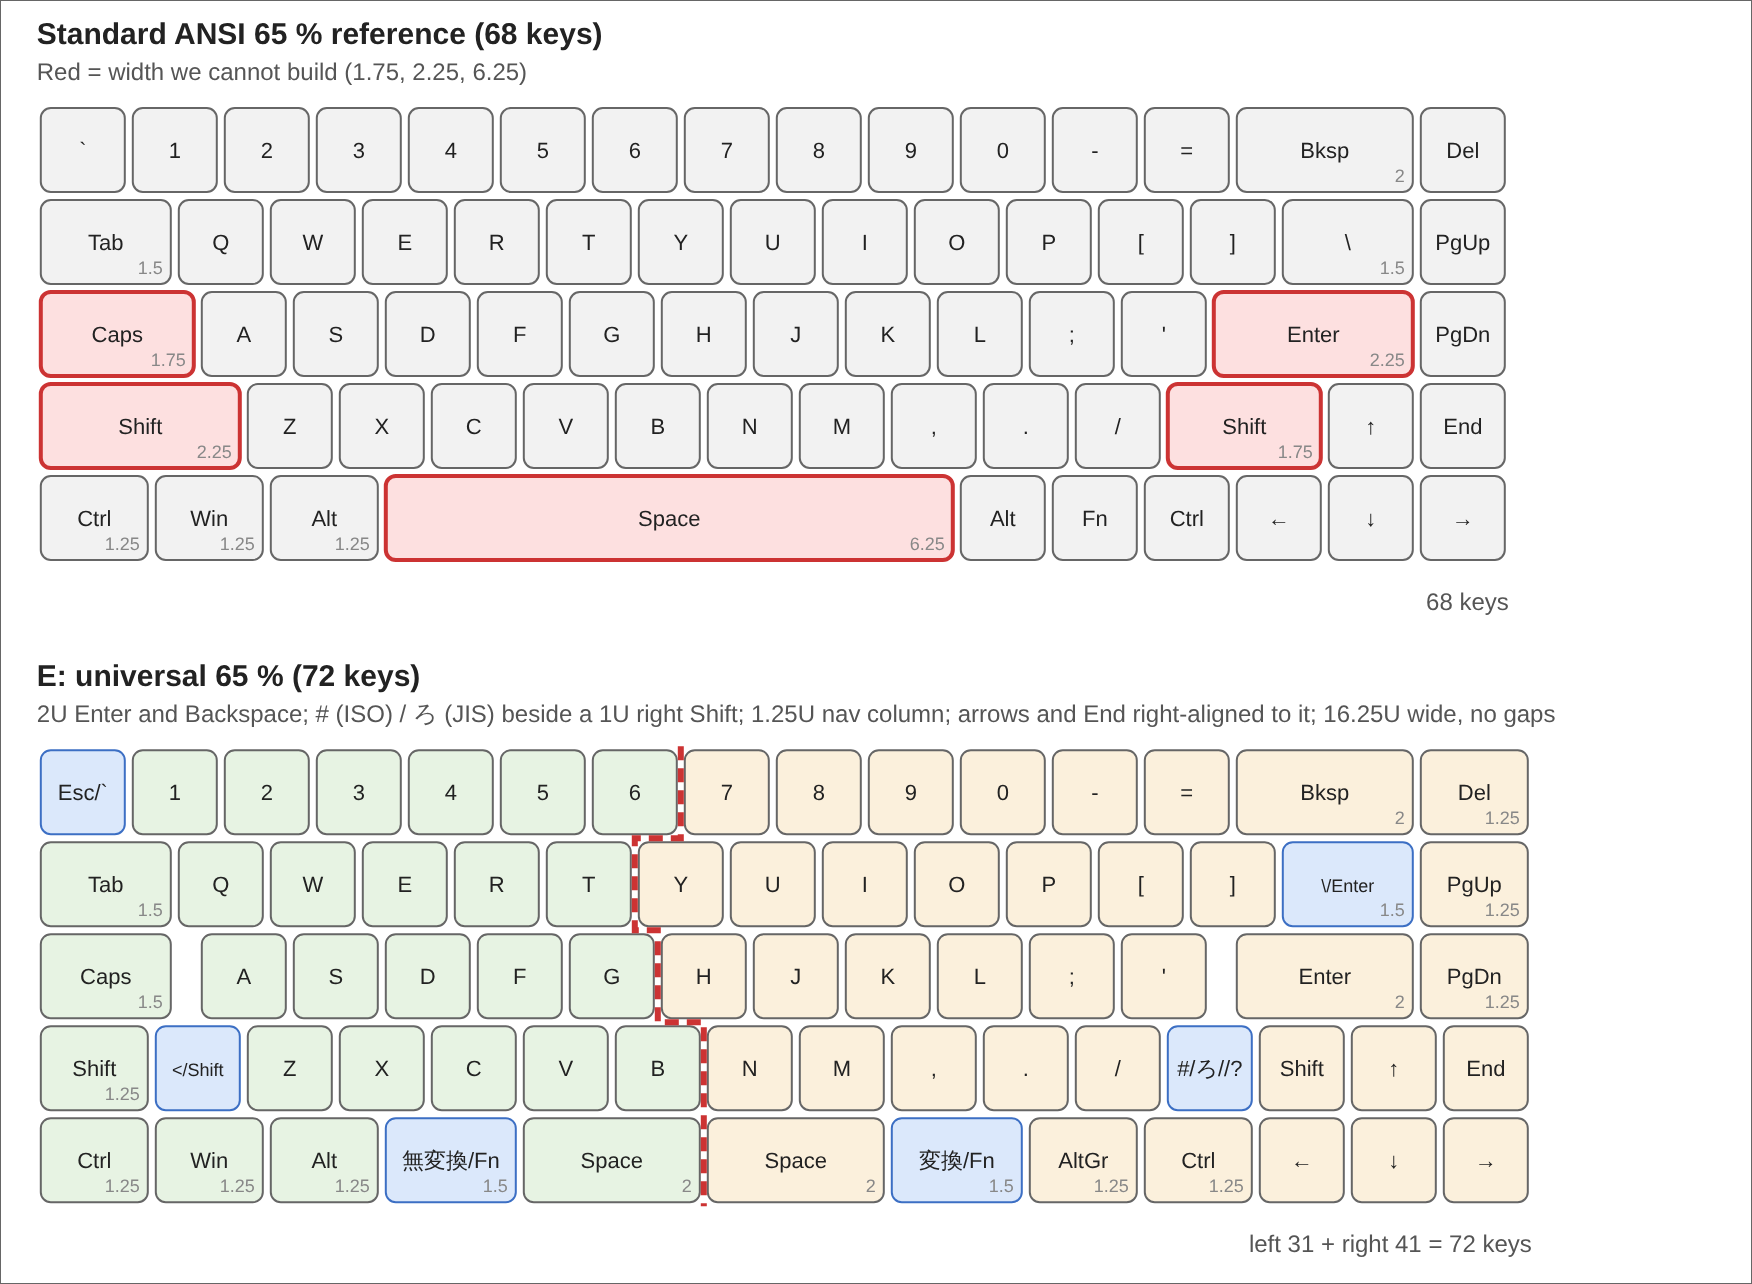 Standard ANSI 65 % reference (68 keys)
Red = width we cannot build (1.75, 2.25, 6.25)
` 1 2 3 4 5 6 7 8 9 0 - = Bksp 2 Del
Tab 1.5 Q W E R T Y U I O P [ ] \ 1.5 PgUp
Caps 1.75 A S D F G H J K L ; ' Enter 2.25 PgDn
Shift 2.25 Z X C V B N M , . / Shift 1.75 ↑ End
Ctrl 1.25 Win 1.25 Alt 1.25 Space 6.25 Alt Fn Ctrl ← ↓ →
68 keys
E: universal 65 % (72 keys)
2U Enter and Backspace; # (ISO) / ろ (JIS) beside a 1U right Shift; 1.25U nav column; arrows and End right-aligned to it; 16.25U wide, no gaps
Esc/` 1 2 3 4 5 6 7 8 9 0 - = Bksp 2 Del 1.25
Tab 1.5 Q W E R T Y U I O P [ ] \/Enter 1.5 PgUp 1.25
Caps 1.5 A S D F G H J K L ; ' Enter 2 PgDn 1.25
Shift 1.25 </Shift Z X C V B N M , . / #/ろ//? Shift ↑ End
Ctrl 1.25 Win 1.25 Alt 1.25 無変換/Fn 1.5 Space 2 Space 2 変換/Fn 1.5 AltGr 1.25 Ctrl 1.25 ← ↓ →
left 31 + right 41 = 72 keys